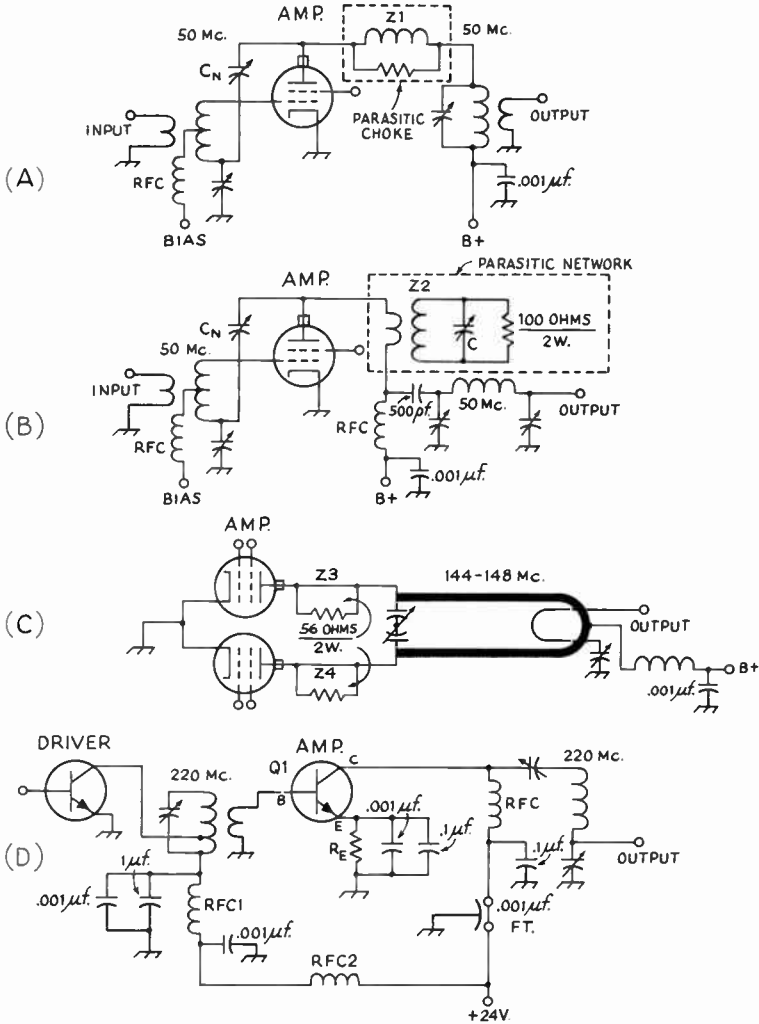 AMP.
Z1
50 Mc.
50 Mc.
CN
INPUT
PARASITIC
CHOKE
OUTPUT
(A)
RFC
.001µf.
BIAS
B+
PARASITIC NETWORK
AMP.
Z2
CN
50 Mc.
C
100 OHMS
2W.
INPUT
500pf.
50 Mc.
OUTPUT
(B)
RFC
RFC
.001µf.
BIAS
B+
AMP.
Z3
144-148 Mc.
(C)
56 OHMS
2W.
OUTPUT
Z4
B+
.001µf.
DRIVER
AMP.
Q1
C
220 Mc.
220 Mc.
B
RFC
E
.001µf.
RE
.1µf.
.1µf.
OUTPUT
(D)
1µf.
.001µf.
RFC1
.001µf.
.001µf.
FT.
RFC2
+24V.